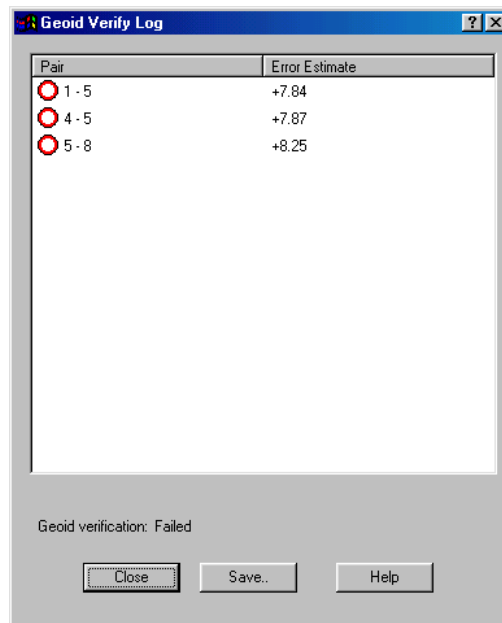 Geoid Verify Log
Pair Error Estimate
1 - 5 +7.84
4 - 5 +7.87
5 - 8 +8.25
Geoid verification: Failed
Close Save.. Help